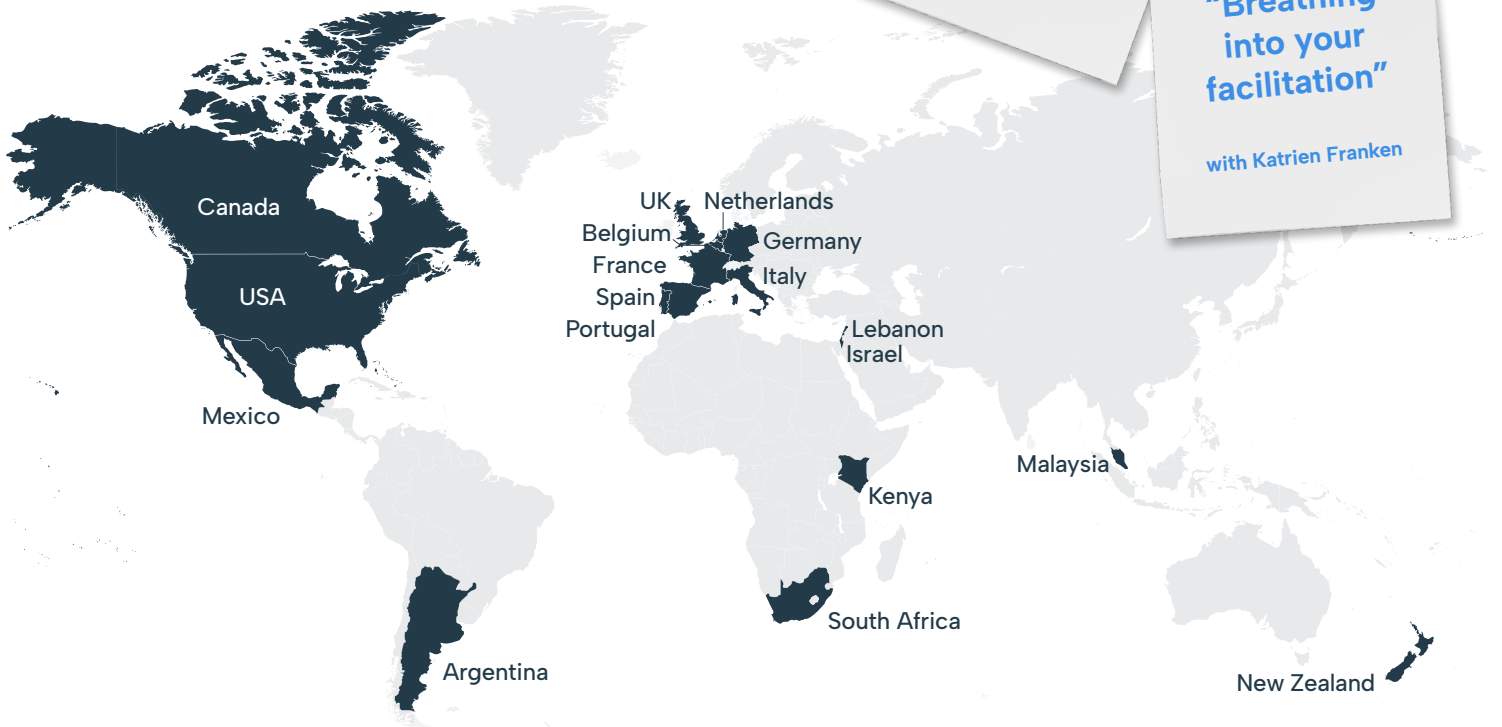 “Breathing
into your
facilitation”
with Katrien Franken
Canada
USA
Mexico
UK
Netherlands
Belgium
Germany
France
Italy
Spain
Portugal
Lebanon
Israel
Malaysia
Kenya
South Africa
Argentina
New Zealand